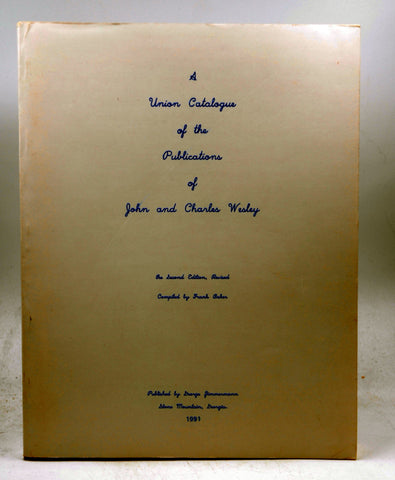 A
Union Catalogue
of the
Publications
of
John and Charles Wesley
The Second Edition, Revised
Compiled by Frank Baker
Published by George Zimmermann
Stone Mountain, Georgia
1991